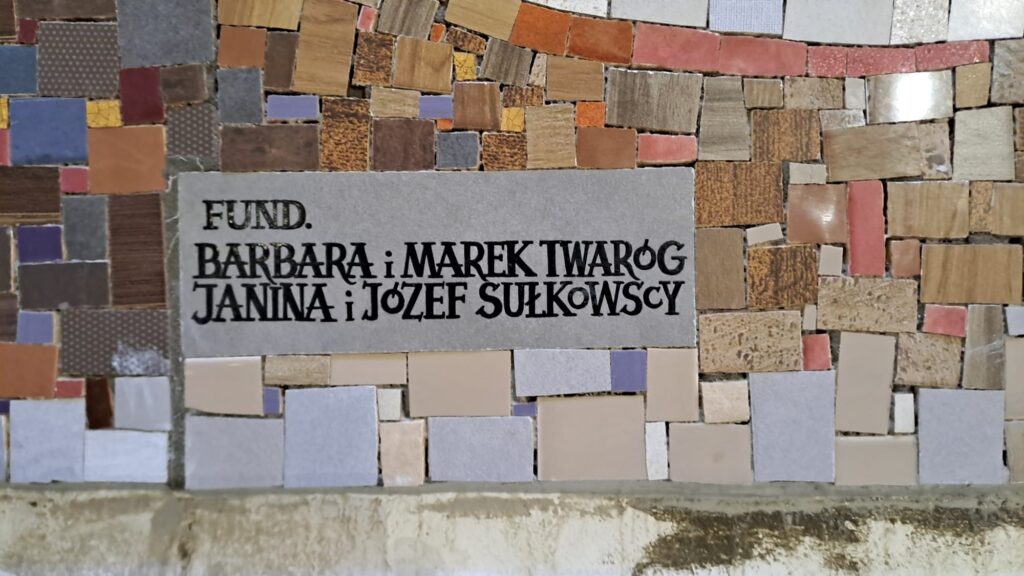 FUND.
BARBARA i MAREK TWARÓG
JANINA i JÓZEF SUŁKOWSCY